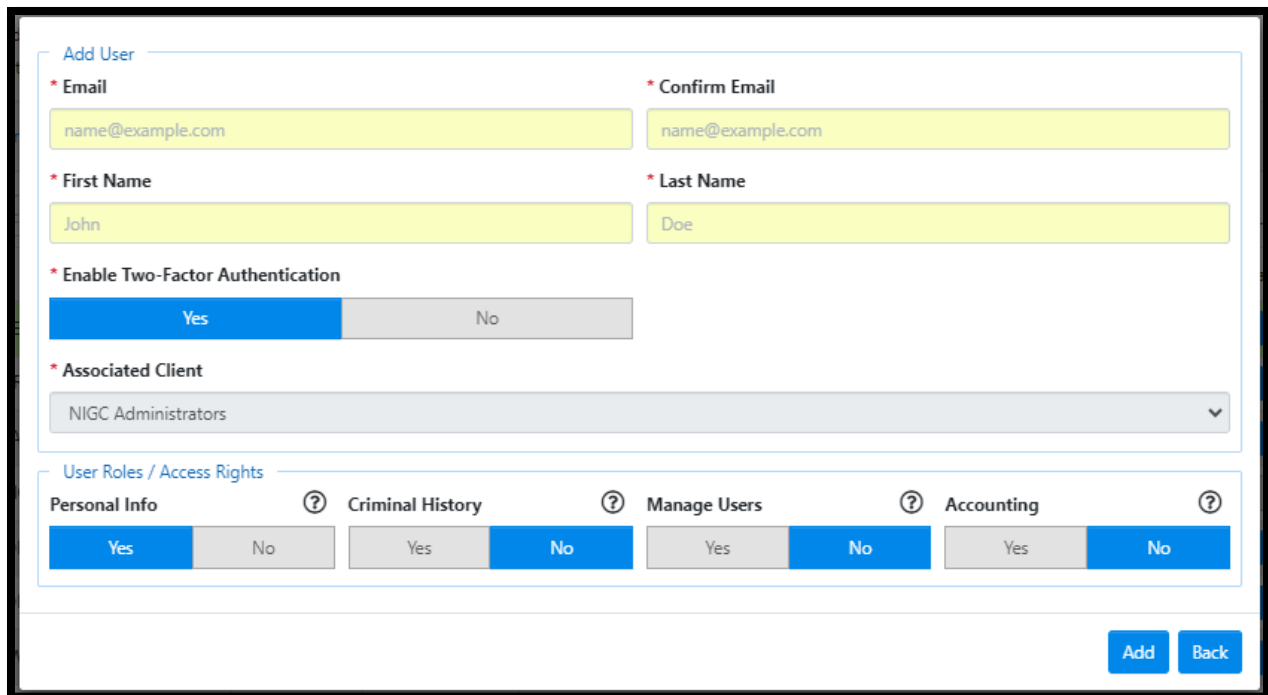 Add User
* Email
* Confirm Email
name@example.com
name@example.com
* First Name
* Last Name
John
Doe
* Enable Two-Factor Authentication
Yes
No
* Associated Client
NIGC Administrators
User Roles / Access Rights
Personal Info ?
Criminal History ?
Manage Users ?
Accounting ?
Yes
No
Yes
No
Yes
No
Yes
No
Add
Back